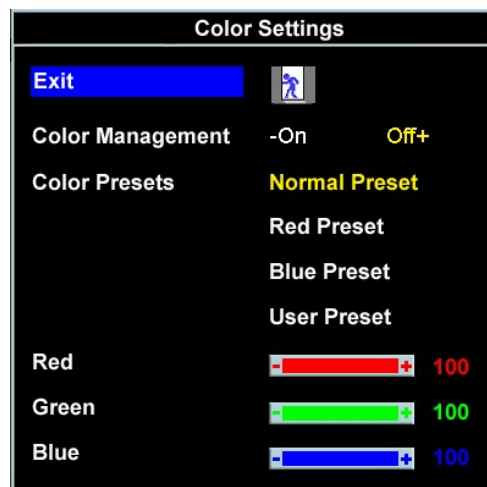 Color Settings
Exit
Color Management -On Off+
Color Presets Normal Preset
Red Preset
Blue Preset
User Preset
Red - + 100
Green - + 100
Blue - + 100